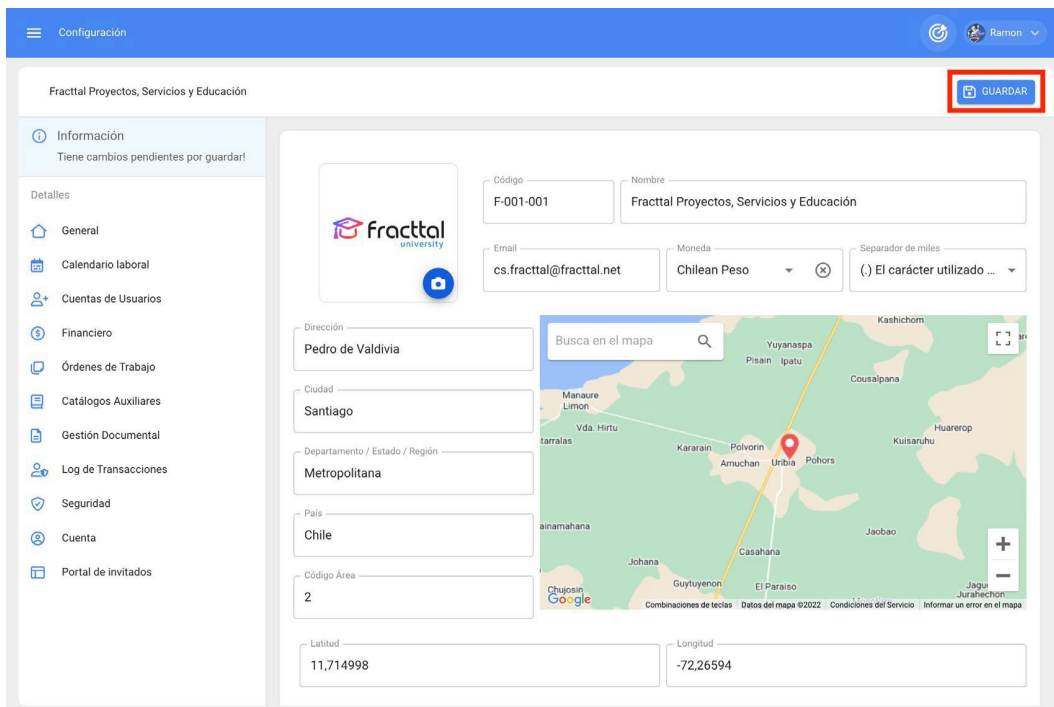 Configuración
Ramon
Fracttal Proyectos, Servicios y Educación
GUARDAR
Información
Tiene cambios pendientes por guardar!
Detalles
General
Calendario laboral
Cuentas de Usuarios
Financiero
Órdenes de Trabajo
Catálogos Auxiliares
Gestión Documental
Log de Transacciones
Seguridad
Cuenta
Portal de invitados
fracttal
university
Código
F-001-001
Nombre
Fracttal Proyectos, Servicios y Educación
Email
cs.fracttal@fracttal.net
Moneda
Chilean Peso
Separador de miles
(.) El carácter utilizado ...
Dirección
Pedro de Valdivia
Ciudad
Santiago
Departamento / Estado / Región
Metropolitana
País
Chile
Código Área
2
Busca en el mapa
Kashichom
Yuyanaspa
Pisain Ipatu
Cousalpana
Manaure
Limon
Vda. Hirtu
tarralas
Huarerop
Kuisaruhu
Kararain
Polvorin
Amuchan
Uribia
Pohors
ainamahana
Jaobao
Casahana
Johana
Guytuyenon
El Paraiso
Chujosin
Jagu
Jurahechon
Google
Combinaciones de teclas
Datos del mapa ©2022
Condiciones del Servicio
Informar un error en el mapa
Latitud
11,714998
Longitud
-72,26594